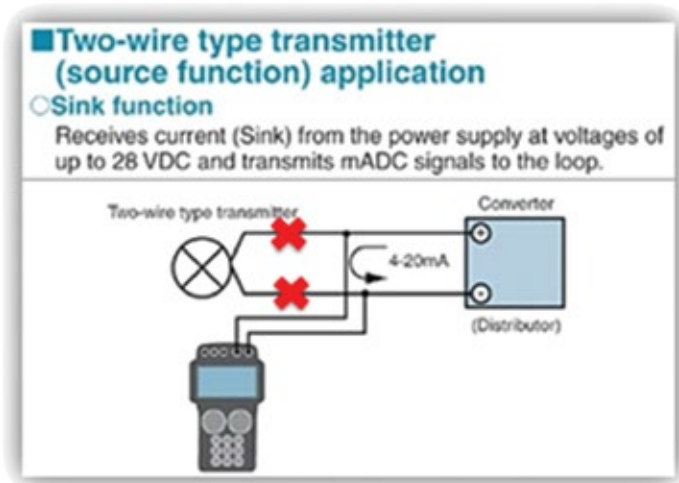 ■Two-wire type transmitter
(source function) application
○Sink function
Receives current (Sink) from the power supply at voltages of
up to 28 VDC and transmits mADC signals to the loop.
Two-wire type transmitter
Converter
+
4-20mA
-
(Distributor)